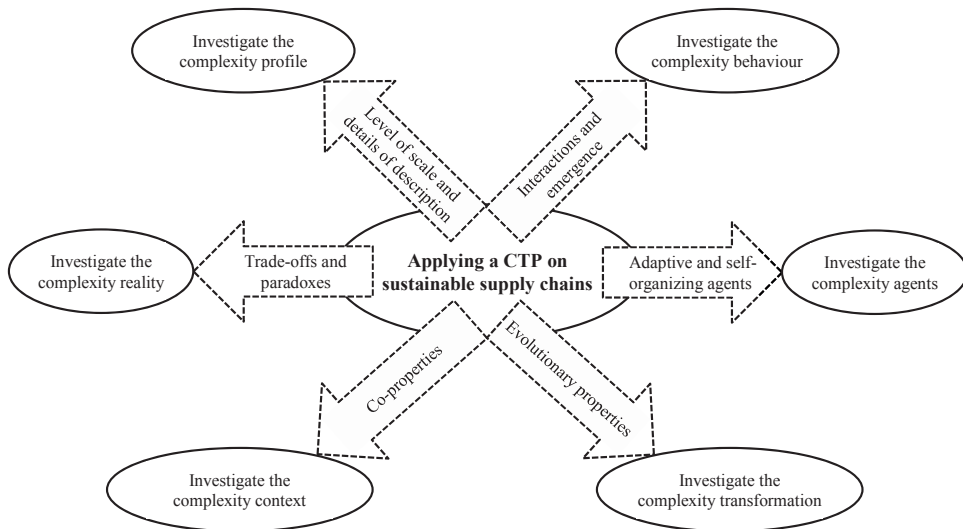 Investigate the
complexity profile
Investigate the
complexity behaviour
Level of scale and
details of description
Interactions and
emergence
Investigate the
complexity reality
Trade-offs and
paradoxes
Applying a CTP on
sustainable supply chains
Adaptive and self-
organizing agents
Investigate the
complexity agents
Co-properties
Evolutionary properties
Investigate the
complexity context
Investigate the
complexity transformation